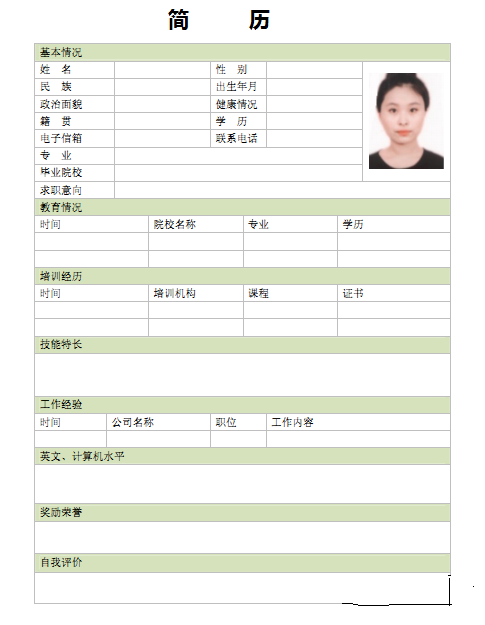 简 历
基本情况
姓 名 性 别
民 族 出生年月
政治面貌 健康情况
籍 贯 学 历
电子信箱 联系电话
专 业
毕业院校
求职意向
教育情况
时间 院校名称 专业 学历
培训经历
时间 培训机构 课程 证书
技能特长
工作经验
时间 公司名称 职位 工作内容
英文、计算机水平
奖励荣誉
自我评价